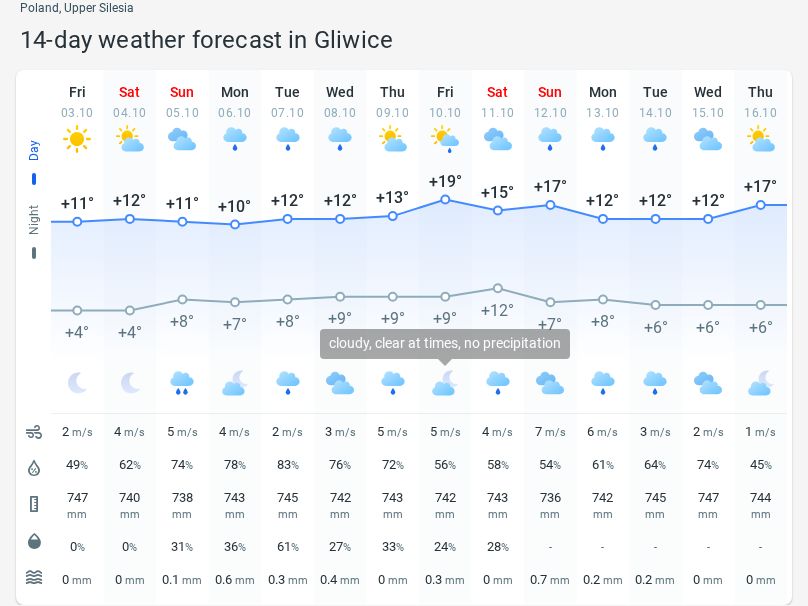 Poland, Upper Silesia
14-day weather forecast in Gliwice
Fri Sat Sun Mon Tue Wed Thu Fri Sat Sun Mon Tue Wed Thu
03.10 04.10 05.10 06.10 07.10 08.10 09.10 10.10 11.10 12.10 13.10 14.10 15.10 16.10
Day
+11° +12° +11° +10° +12° +12° +13° +19° +15° +17° +12° +12° +12° +17°
Night
+4° +4° +8° +7° +8° +9° +9° +9° +12° +7° +8° +6° +6° +6°
cloudy, clear at times, no precipitation
2 m/s 4 m/s 5 m/s 4 m/s 2 m/s 3 m/s 5 m/s 5 m/s 4 m/s 7 m/s 6 m/s 3 m/s 2 m/s 1 m/s
49% 62% 74% 78% 83% 76% 72% 56% 58% 54% 61% 64% 74% 45%
747 740 738 743 745 742 743 742 743 736 742 745 747 744
mm mm mm mm mm mm mm mm mm mm mm mm mm mm
0% 0% 31% 36% 61% 27% 33% 24% 28% - - - - -
0 mm 0 mm 0.1 mm 0.6 mm 0.3 mm 0.4 mm 0 mm 0.3 mm 0 mm 0.7 mm 0.2 mm 0.2 mm 0 mm 0 mm